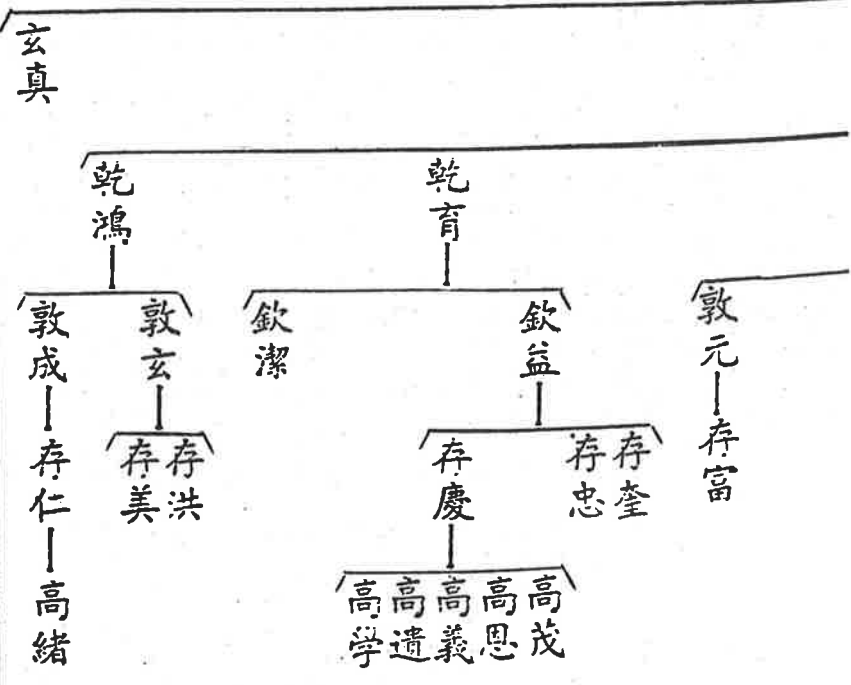 玄真
乾育
乾鴻
敦元
欽益
欽潔
敦玄
敦成
存富
存奎
存忠
存慶
存洪
存美
存仁
高茂
高恩
高義
高遺
高學
高緒